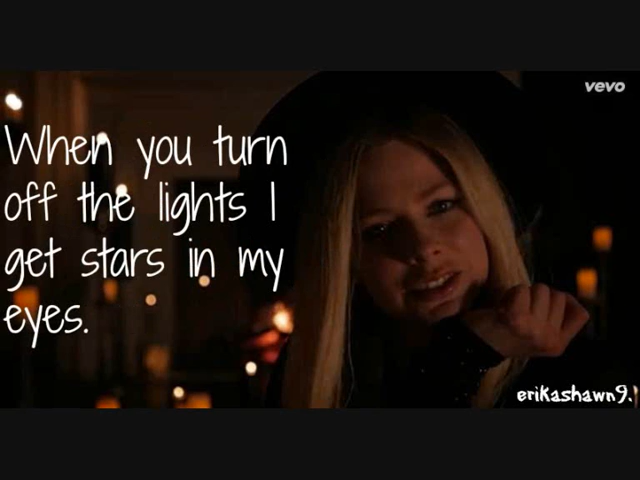 vevo
When you turn
off the lights I
get stars in my
eyes.
erikashawn9.